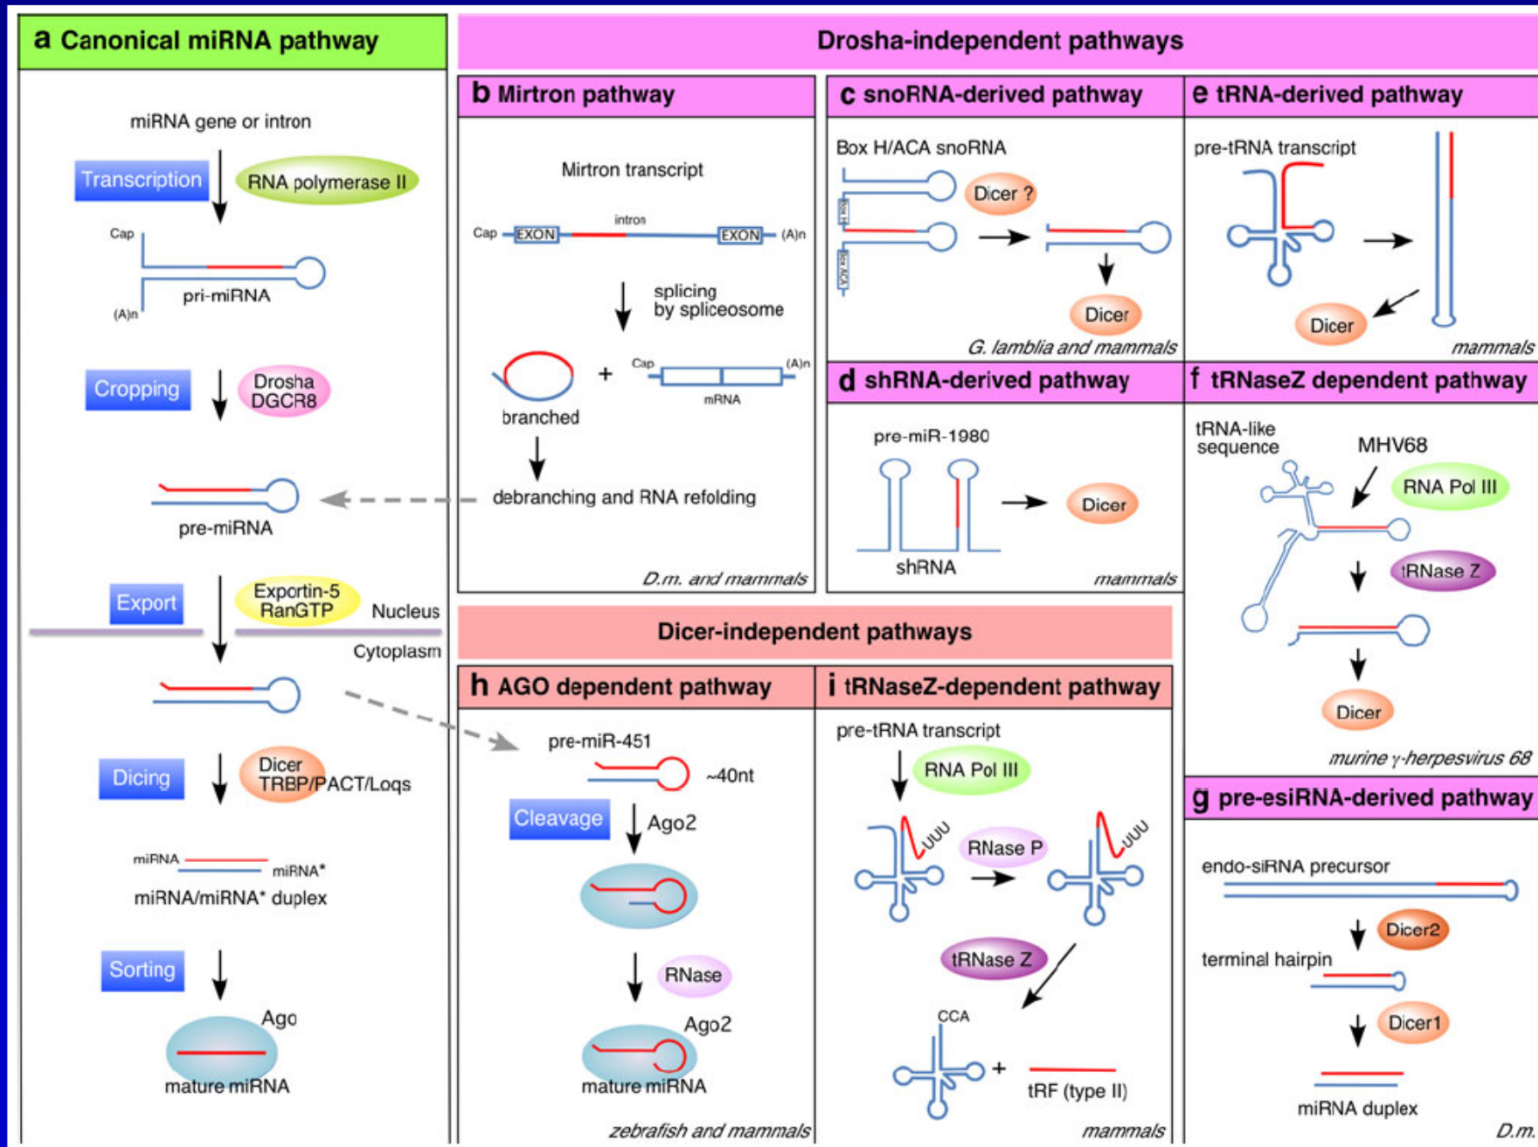 a Canonical miRNA pathway
miRNA gene or intron
Transcription
RNA polymerase II
Cap
pri-miRNA
(A)n
Cropping
Drosha
DGCR8
pre-miRNA
Export
Exportin-5
RanGTP
Nucleus
Cytoplasm
Dicing
Dicer
TRBP/PACT/Loqs
miRNA
miRNA*
miRNA/miRNA* duplex
Sorting
Ago
mature miRNA
Drosha-independent pathways
b Mirtron pathway
Mirtron transcript
intron
Cap EXON EXON (A)n
splicing
by spliceosome
+
Cap (A)n
mRNA
branched
debranching and RNA refolding
D.m. and mammals
c snoRNA-derived pathway
Box H/ACA snoRNA
Dicer ?
Box H
Box ACA
Dicer
G. lamblia and mammals
d shRNA-derived pathway
pre-miR-1980
Dicer
shRNA
mammals
e tRNA-derived pathway
pre-tRNA transcript
Dicer
mammals
f tRNaseZ dependent pathway
tRNA-like
sequence
MHV68
RNA Pol III
tRNase Z
Dicer
murine γ-herpesvirus 68
g pre-esiRNA-derived pathway
endo-siRNA precursor
Dicer2
terminal hairpin
Dicer1
miRNA duplex
D.m.
Dicer-independent pathways
h AGO dependent pathway
pre-miR-451
~40nt
Cleavage
Ago2
RNase
Ago2
mature miRNA
zebrafish and mammals
i tRNaseZ-dependent pathway
pre-tRNA transcript
RNA Pol III
UUU
RNase P
UUU
tRNase Z
CCA
+
tRF (type II)
mammals